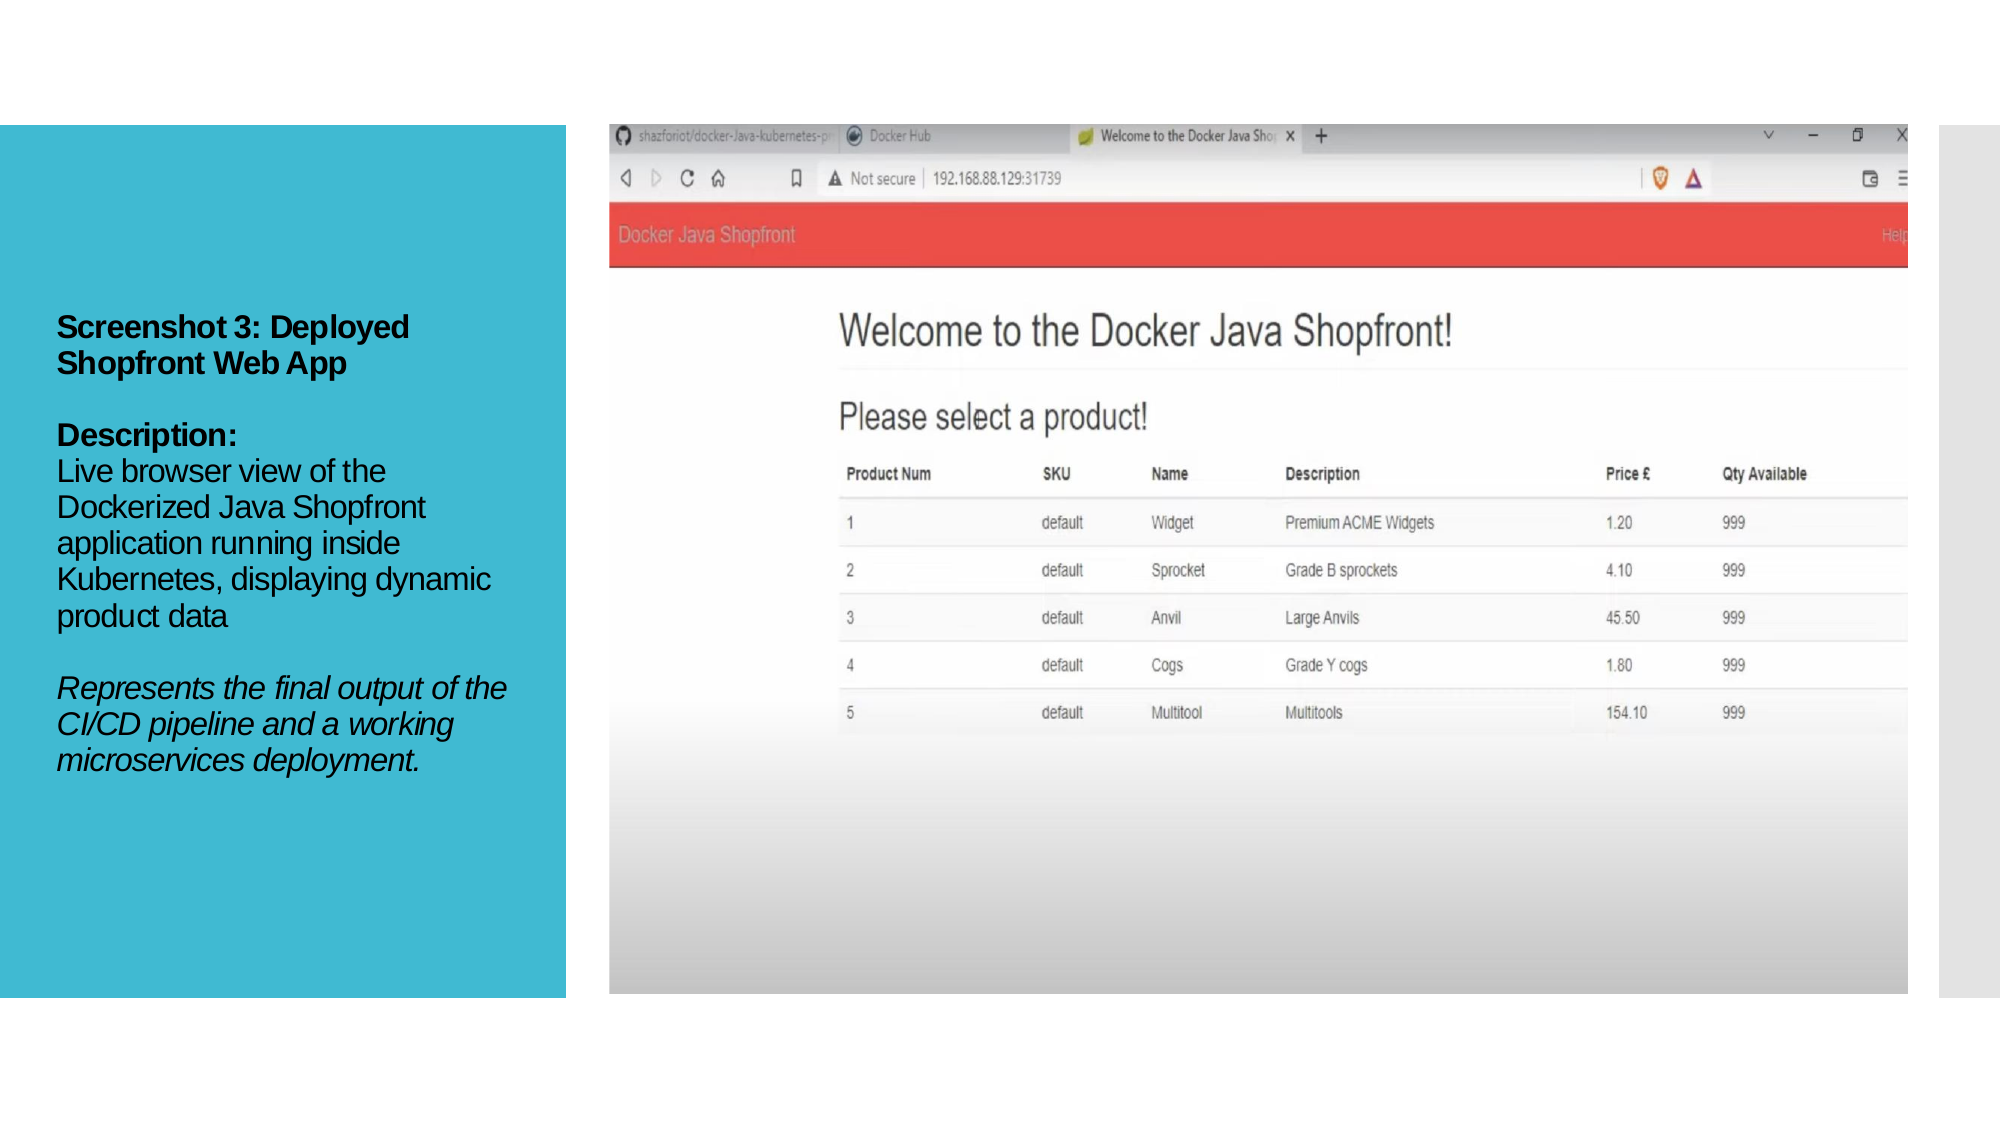 Screenshot 3: Deployed
Shopfront Web App
Description:
Live browser view of the
Dockerized Java Shopfront
application running inside
Kubernetes, displaying dynamic
product data
Represents the final output of the
CI/CD pipeline and a working
microservices deployment.
shazforiot/docker-Java-kubernetes-pr Docker Hub Welcome to the Docker Java Shop
Not secure 192.168.88.129:31739
Docker Java Shopfront Help
Welcome to the Docker Java Shopfront!
Please select a product!
Product Num SKU Name Description Price £ Qty Available
1 default Widget Premium ACME Widgets 1.20 999
2 default Sprocket Grade B sprockets 4.10 999
3 default Anvil Large Anvils 45.50 999
4 default Cogs Grade Y cogs 1.80 999
5 default Multitool Multitools 154.10 999